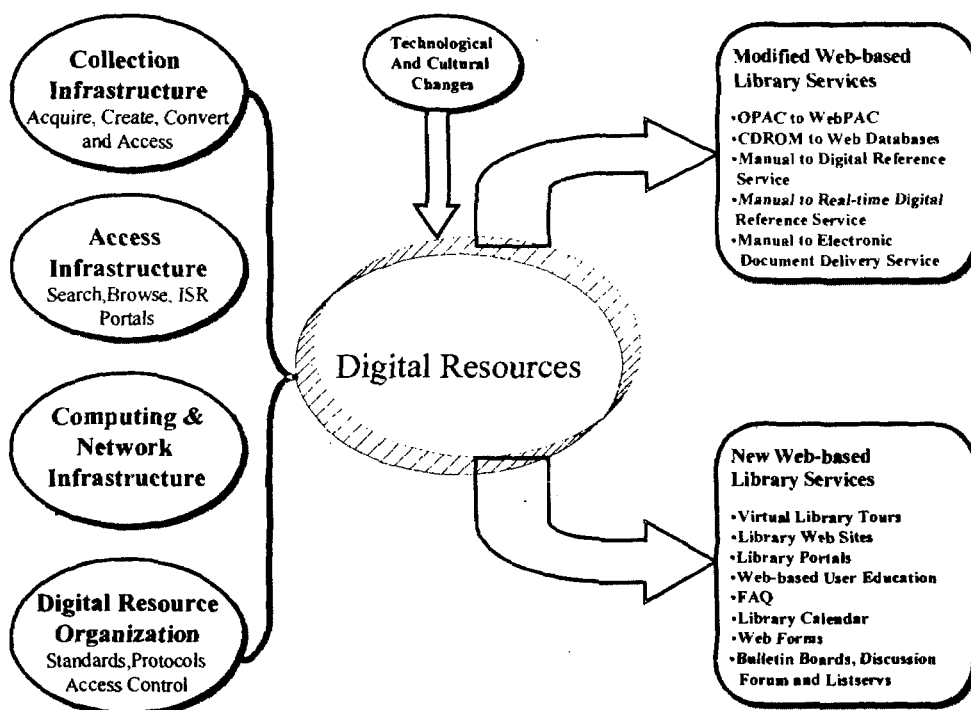 Collection
Infrastructure
Acquire, Create, Convert
and Access
Access
Infrastructure
Search,Browse, ISR
Portals
Computing &
Network
Infrastructure
Digital Resource
Organization
Standards,Protocols
Access Control
Technological
And Cultural
Changes
Digital Resources
Modified Web-based
Library Services
•OPAC to WebPAC
•CDROM to Web Databases
•Manual to Digital Reference
Service
•Manual to Real-time Digital
Reference Service
•Manual to Electronic
Document Delivery Service
New Web-based
Library Services
•Virtual Library Tours
•Library Web Sites
•Library Portals
•Web-based User Education
•FAQ
•Library Calendar
•Web Forms
•Bulletin Boards, Discussion
Forum and Listservs